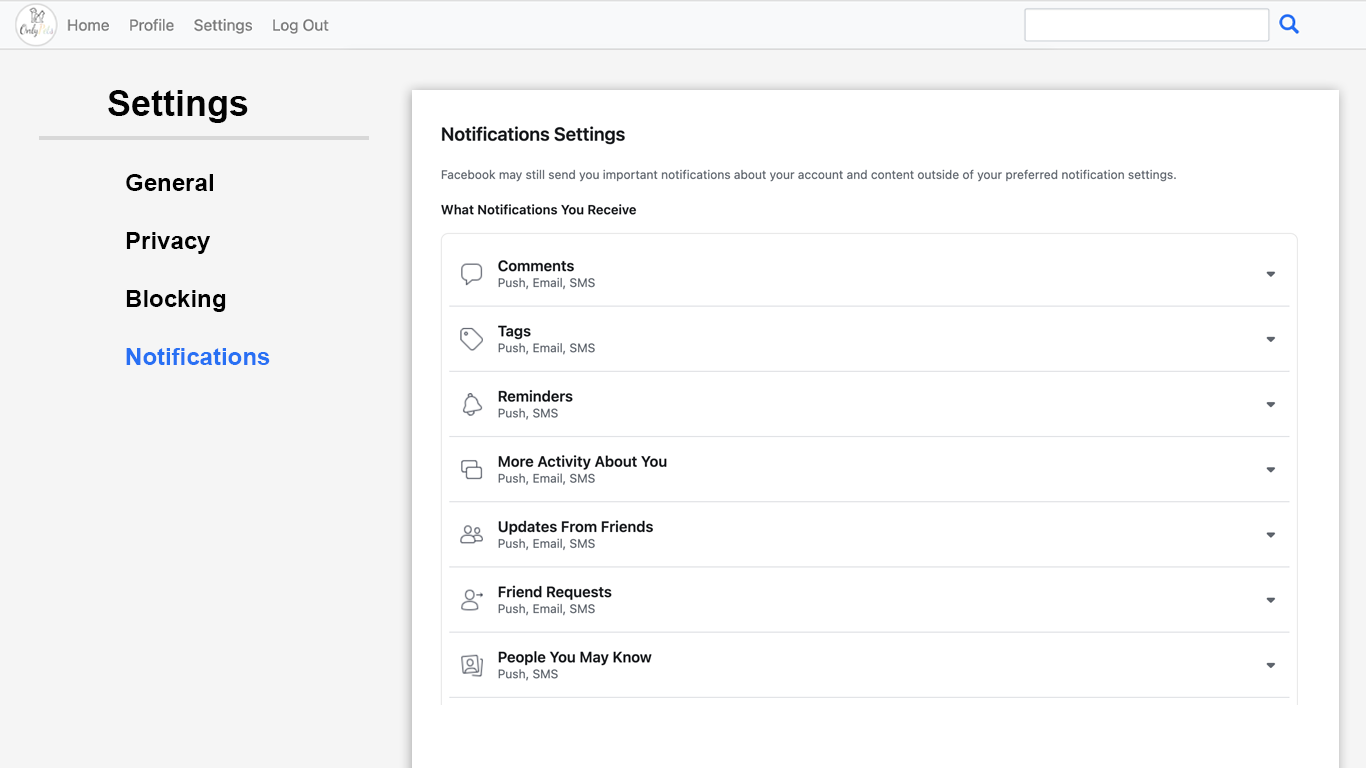 OnlyPets
Home Profile Settings Log Out
Settings
General
Privacy
Blocking
Notifications
Notifications Settings
Facebook may still send you important notifications about your account and content outside of your preferred notification settings.
What Notifications You Receive
Comments
Push, Email, SMS
Tags
Push, Email, SMS
Reminders
Push, SMS
More Activity About You
Push, Email, SMS
Updates From Friends
Push, Email, SMS
Friend Requests
Push, Email, SMS
People You May Know
Push, SMS